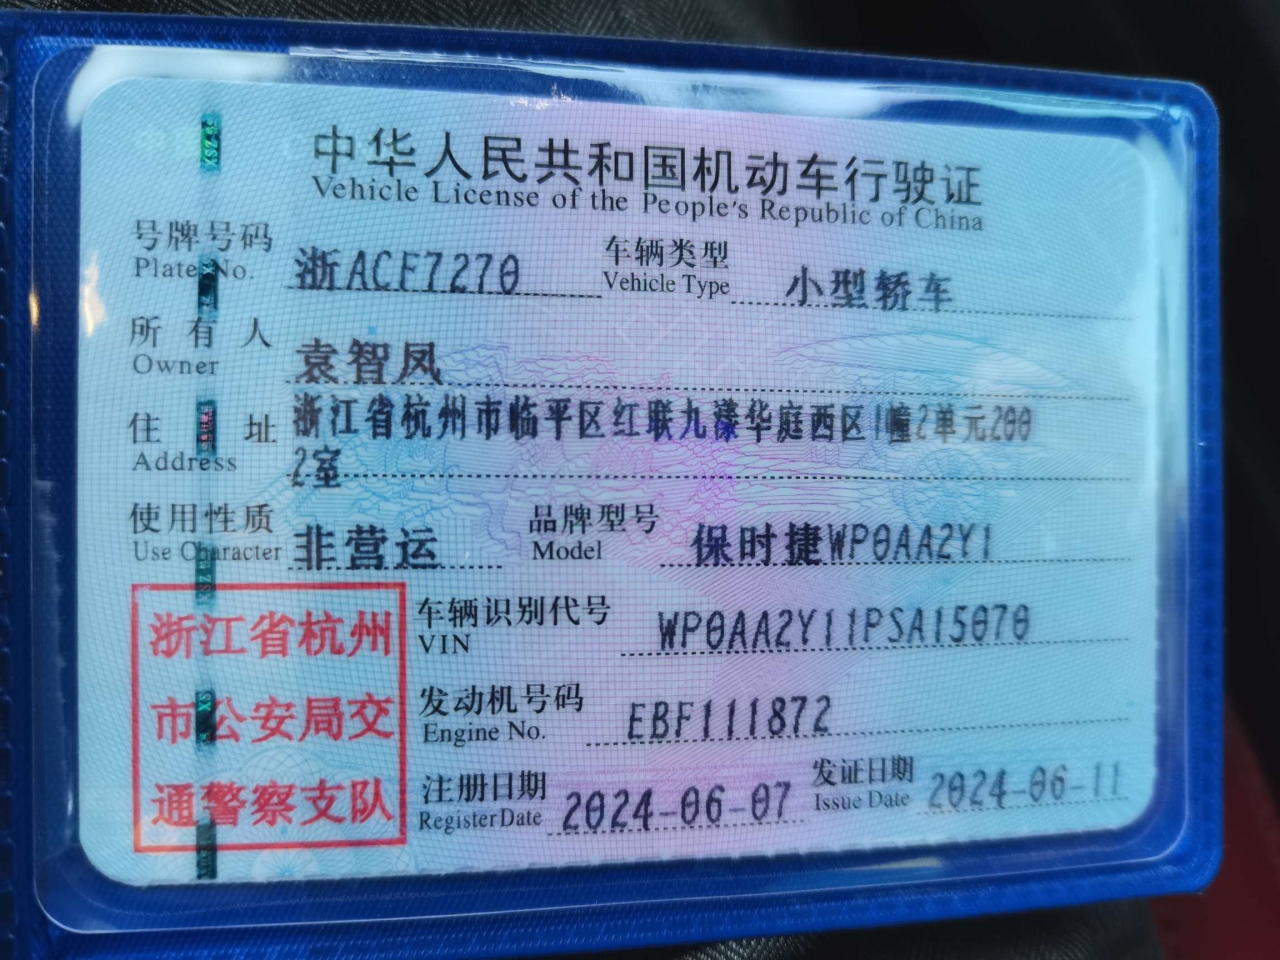 中华人民共和国机动车行驶证
Vehicle License of the People's Republic of China
号牌号码 浙ACF7270 车辆类型 小型轿车
Plate No. Vehicle Type
所有人 袁智凤
Owner
住址 浙江省杭州市临平区红联九漾华庭西区1幢2单元200
Address 2室
使用性质 非营运 品牌型号 保时捷WP0AA2Y1
Use Character Model
浙江省杭州
市公安局交
通警察支队
车辆识别代号 WP0AA2Y11PSA15070
VIN
发动机号码 EBF111872
Engine No.
注册日期 2024-06-07 发证日期 2024-06-11
Register Date Issue Date